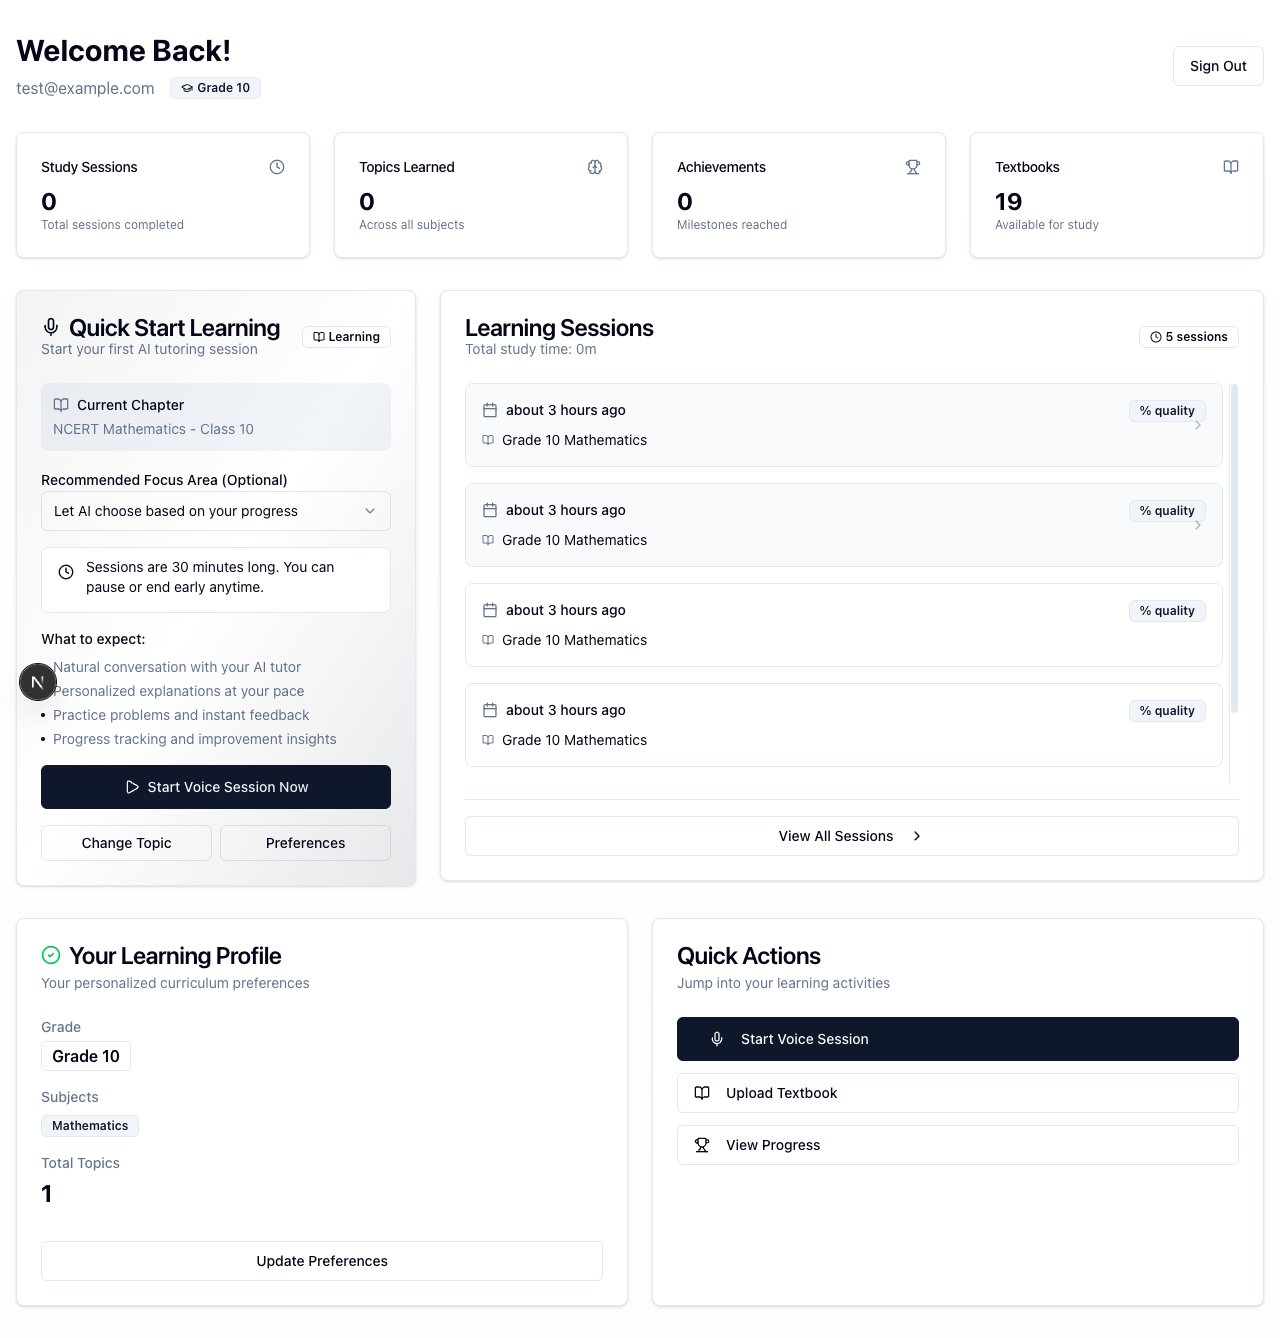 Welcome Back!
test@example.com
Grade 10
Sign Out
Study Sessions
0
Total sessions completed
Topics Learned
0
Across all subjects
Achievements
0
Milestones reached
Textbooks
19
Available for study
Quick Start Learning
Start your first AI tutoring session
Learning
Current Chapter
NCERT Mathematics - Class 10
Recommended Focus Area (Optional)
Let AI choose based on your progress
Sessions are 30 minutes long. You can
pause or end early anytime.
What to expect:
Natural conversation with your AI tutor
Personalized explanations at your pace
• Practice problems and instant feedback
• Progress tracking and improvement insights
N
Start Voice Session Now
Change Topic
Preferences
Learning Sessions
Total study time: 0m
5 sessions
about 3 hours ago
% quality
Grade 10 Mathematics
about 3 hours ago
% quality
Grade 10 Mathematics
about 3 hours ago
% quality
Grade 10 Mathematics
about 3 hours ago
% quality
Grade 10 Mathematics
View All Sessions
Your Learning Profile
Your personalized curriculum preferences
Grade
Grade 10
Subjects
Mathematics
Total Topics
1
Update Preferences
Quick Actions
Jump into your learning activities
Start Voice Session
Upload Textbook
View Progress